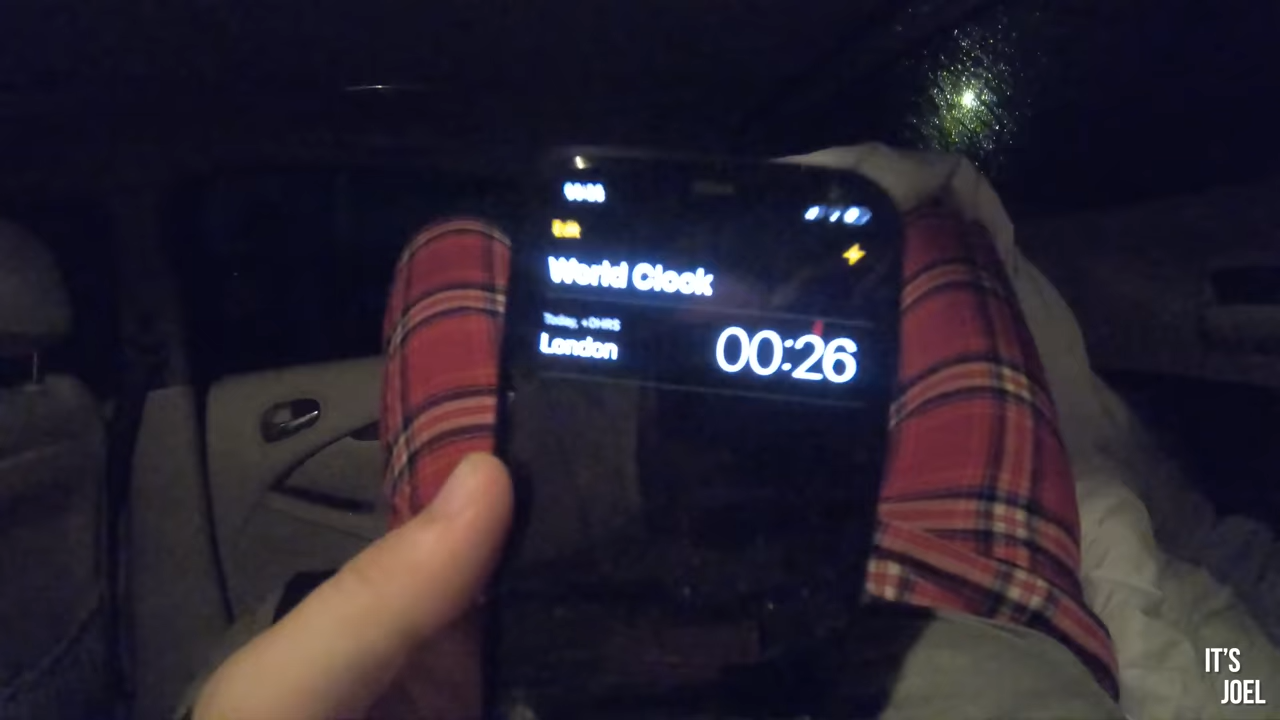 Edit
World Clock
Today, +0HRS
London
00:26
IT'S
JOEL